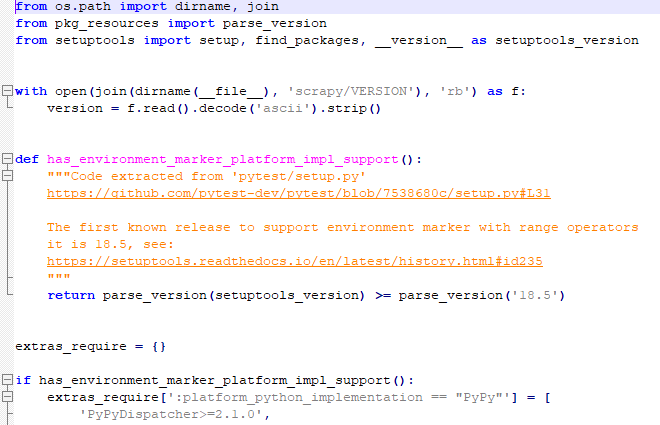 from os.path import dirname, join
from pkg_resources import parse_version
from setuptools import setup, find_packages, __version__ as setuptools_version
with open(join(dirname(__file__), 'scrapy/VERSION'), 'rb') as f:
    version = f.read().decode('ascii').strip()
def has_environment_marker_platform_impl_support():
    """Code extracted from 'pytest/setup.py'
    https://github.com/pytest-dev/pytest/blob/7538680c/setup.py#L31
    The first known release to support environment marker with range operators
    it is 18.5, see:
    https://setuptools.readthedocs.io/en/latest/history.html#id235
    """
    return parse_version(setuptools_version) >= parse_version('18.5')
extras_require = {}
if has_environment_marker_platform_impl_support():
    extras_require[':platform_python_implementation == "PyPy"'] = [
        'PyPyDispatcher>=2.1.0',